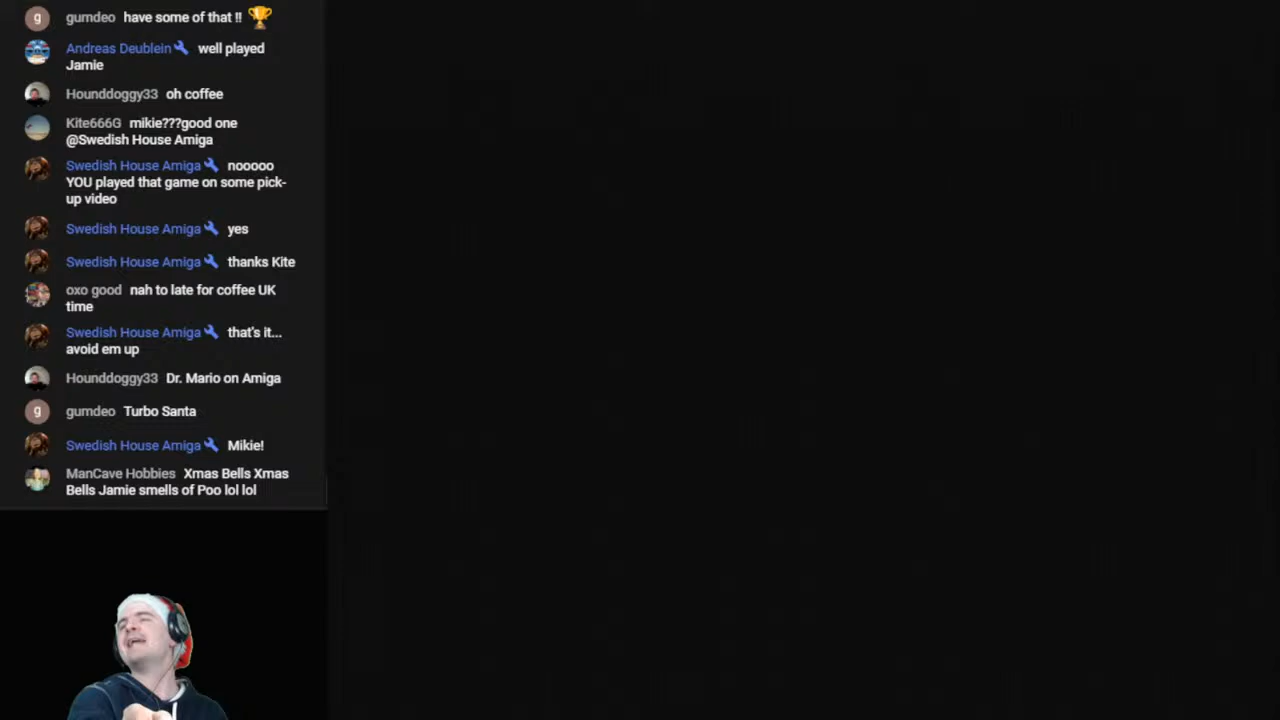 gumdeo have some of that !!
Andreas Deublein well played
Jamie
Hounddoggy33 oh coffee
Kite666G mikie???good one
@Swedish House Amiga
Swedish House Amiga nooooo
YOU played that game on some pick-
up video
Swedish House Amiga yes
Swedish House Amiga thanks Kite
oxo good nah to late for coffee UK
time
Swedish House Amiga that's it...
avoid em up
Hounddoggy33 Dr. Mario on Amiga
gumdeo Turbo Santa
Swedish House Amiga Mikie!
ManCave Hobbies Xmas Bells Xmas
Bells Jamie smells of Poo lol lol